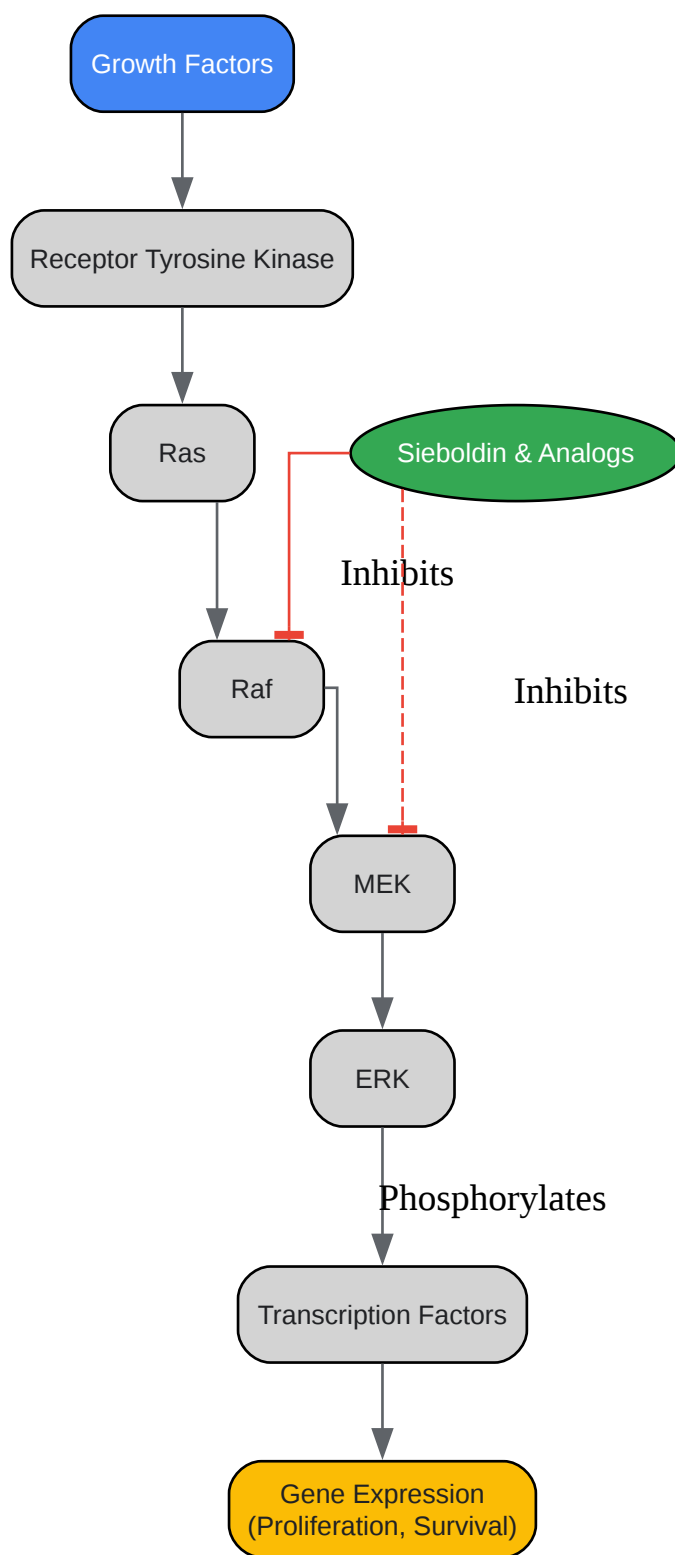 Growth Factors
Receptor Tyrosine Kinase
Ras
Sieboldin & Analogs
Inhibits
Raf
Inhibits
MEK
ERK
Phosphorylates
Transcription Factors
Gene Expression
(Proliferation, Survival)